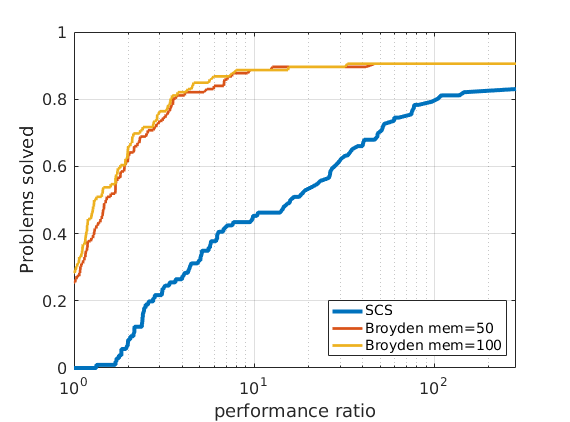 1
0.8
0.6
0.4
0.2
0
Problems solved
SCS
Broyden mem=50
Broyden mem=100
10^0
10^1
10^2
performance ratio